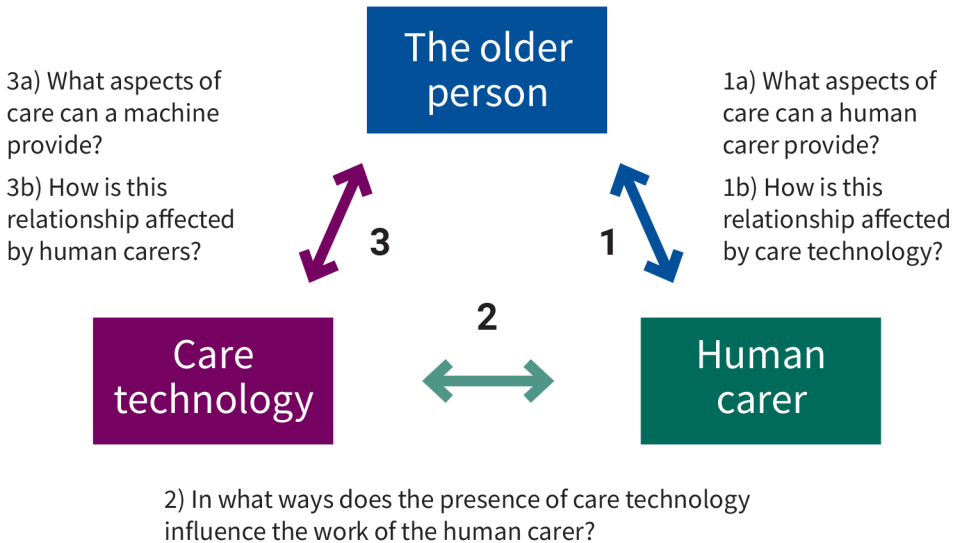 The older
person
3a) What aspects of
care can a machine
provide?
3b) How is this
relationship affected
by human carers?
1a) What aspects of
care can a human
carer provide?
1b) How is this
relationship affected
by care technology?
3
1
2
Care
technology
Human
carer
2) In what ways does the presence of care technology
influence the work of the human carer?